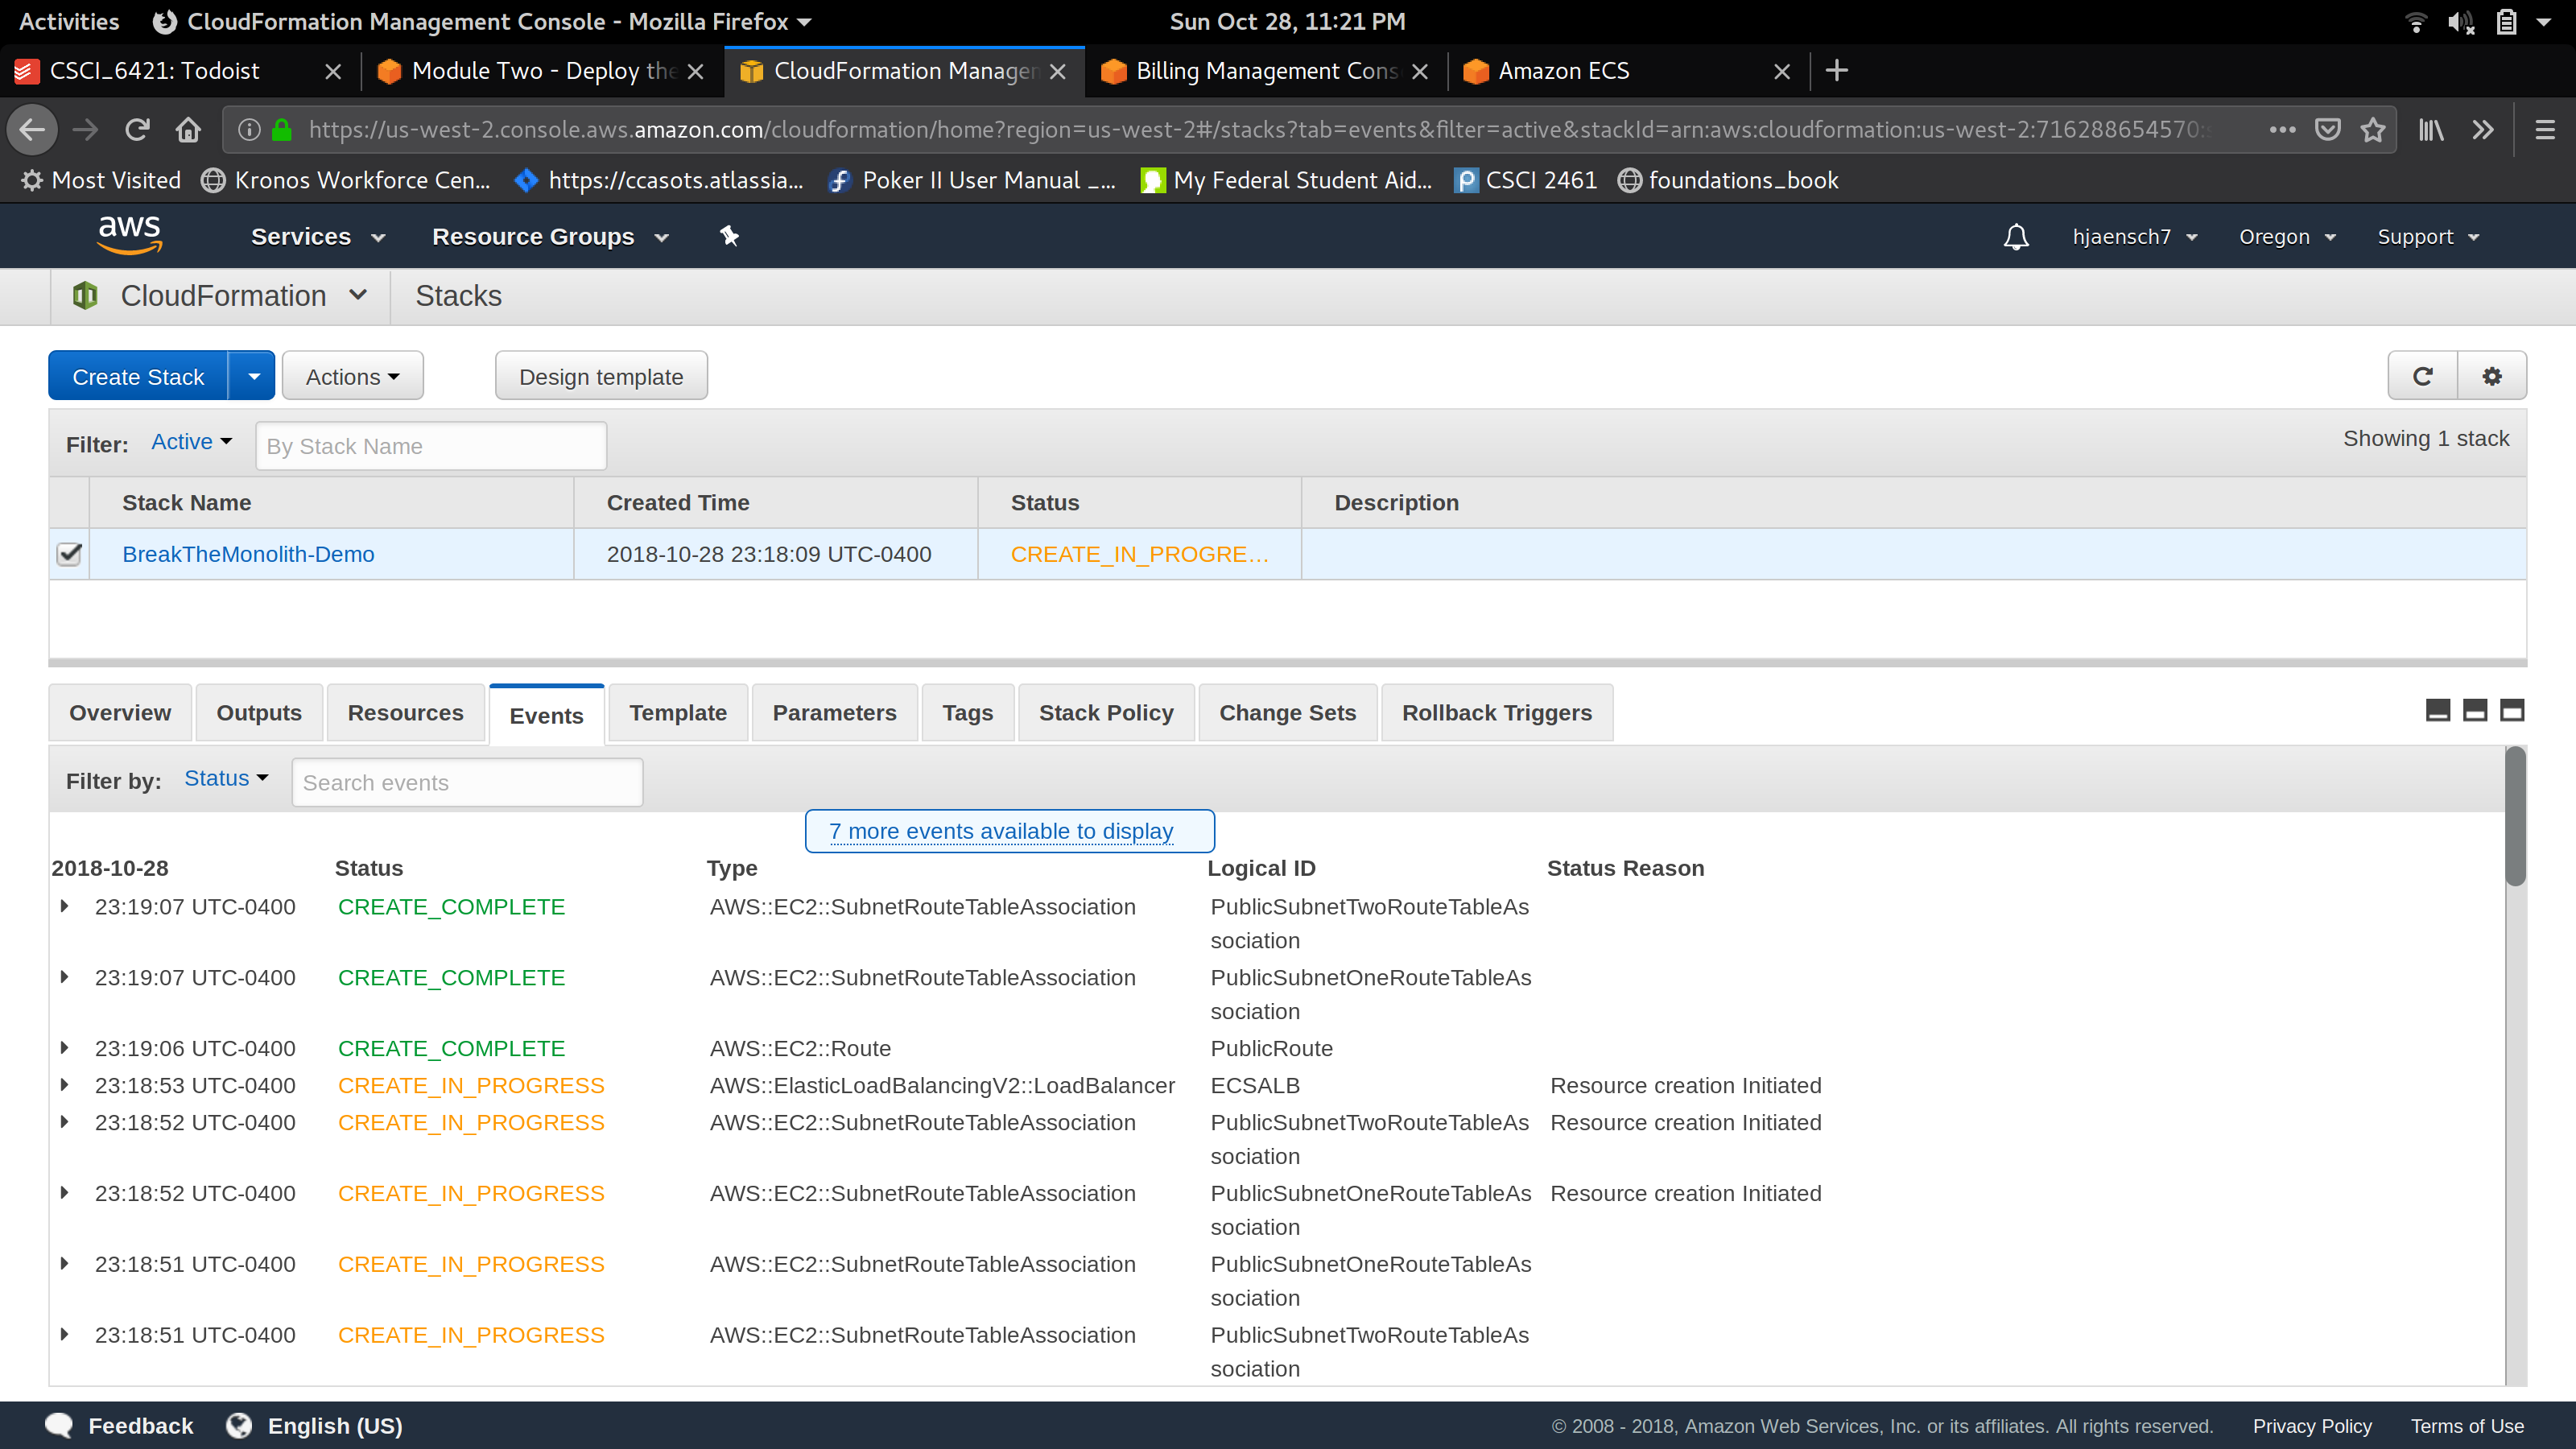 Activities CloudFormation Management Console - Mozilla Firefox Sun Oct 28, 11:21 PM
CSCI_6421: Todoist Module Two - Deploy the CloudFormation Managem Billing Management Cons Amazon ECS
https://us-west-2.console.aws.amazon.com/cloudformation/home?region=us-west-2#/stacks?tab=events&filter=active&stackId=arn:aws:cloudformation:us-west-2:716288654570:s
Most Visited Kronos Workforce Cen... https://ccasots.atlassia... Poker II User Manual _... My Federal Student Aid... CSCI 2461 foundations_book
aws Services Resource Groups hjaensch7 Oregon Support
CloudFormation Stacks
Create Stack Actions Design template
Filter: Active By Stack Name Showing 1 stack
Stack Name Created Time Status Description
BreakTheMonolith-Demo 2018-10-28 23:18:09 UTC-0400 CREATE_IN_PROGRE...
Overview Outputs Resources Events Template Parameters Tags Stack Policy Change Sets Rollback Triggers
Filter by: Status Search events
7 more events available to display
2018-10-28 Status Type Logical ID Status Reason
23:19:07 UTC-0400 CREATE_COMPLETE AWS::EC2::SubnetRouteTableAssociation PublicSubnetTwoRouteTableAs
sociation
23:19:07 UTC-0400 CREATE_COMPLETE AWS::EC2::SubnetRouteTableAssociation PublicSubnetOneRouteTableAs
sociation
23:19:06 UTC-0400 CREATE_COMPLETE AWS::EC2::Route PublicRoute
23:18:53 UTC-0400 CREATE_IN_PROGRESS AWS::ElasticLoadBalancingV2::LoadBalancer ECSALB Resource creation Initiated
23:18:52 UTC-0400 CREATE_IN_PROGRESS AWS::EC2::SubnetRouteTableAssociation PublicSubnetTwoRouteTableAs Resource creation Initiated
sociation
23:18:52 UTC-0400 CREATE_IN_PROGRESS AWS::EC2::SubnetRouteTableAssociation PublicSubnetOneRouteTableAs Resource creation Initiated
sociation
23:18:51 UTC-0400 CREATE_IN_PROGRESS AWS::EC2::SubnetRouteTableAssociation PublicSubnetOneRouteTableAs
sociation
23:18:51 UTC-0400 CREATE_IN_PROGRESS AWS::EC2::SubnetRouteTableAssociation PublicSubnetTwoRouteTableAs
sociation
Feedback English (US) © 2008 - 2018, Amazon Web Services, Inc. or its affiliates. All rights reserved. Privacy Policy Terms of Use